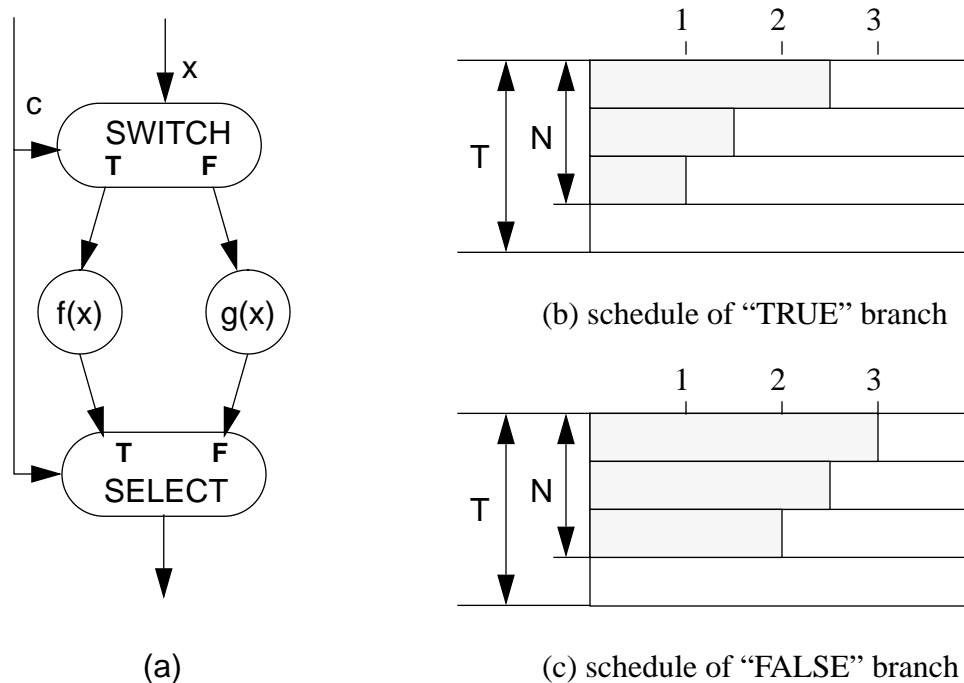 c
x
SWITCH
T F
f(x) g(x)
T F
SELECT
(a)
1 2 3
T
N
(b) schedule of “TRUE” branch
1 2 3
T
N
(c) schedule of “FALSE” branch